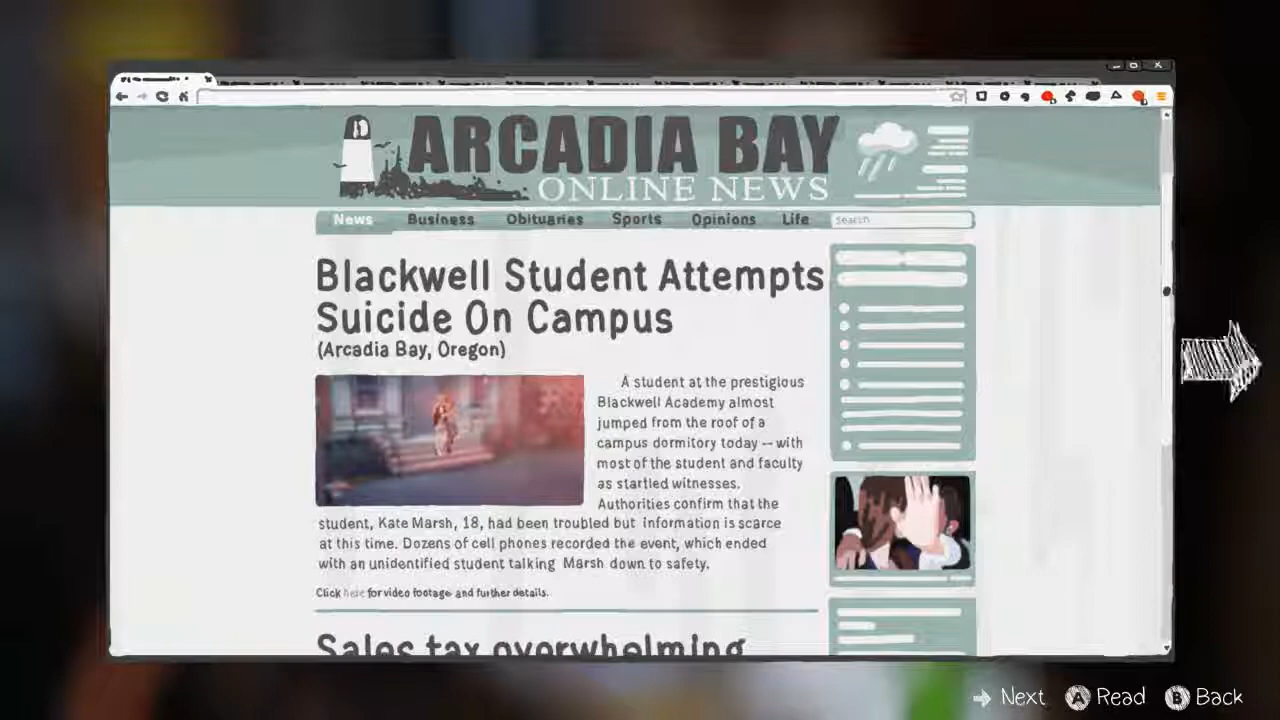 ARCADIA BAY
ONLINE NEWS
News Business Obituaries Sports Opinions Life Search
Blackwell Student Attempts
Suicide On Campus
(Arcadia Bay, Oregon)
A student at the prestigious
Blackwell Academy almost
jumped from the roof of a
campus dormitory today -- with
most of the student and faculty
as startled witnesses.
Authorities confirm that the
student, Kate Marsh, 18, had been troubled but information is scarce
at this time. Dozens of cell phones recorded the event, which ended
with an unidentified student talking Marsh down to safety.
Click here for video footage and further details.
Sales tax overwhelming
Next A Read B Back